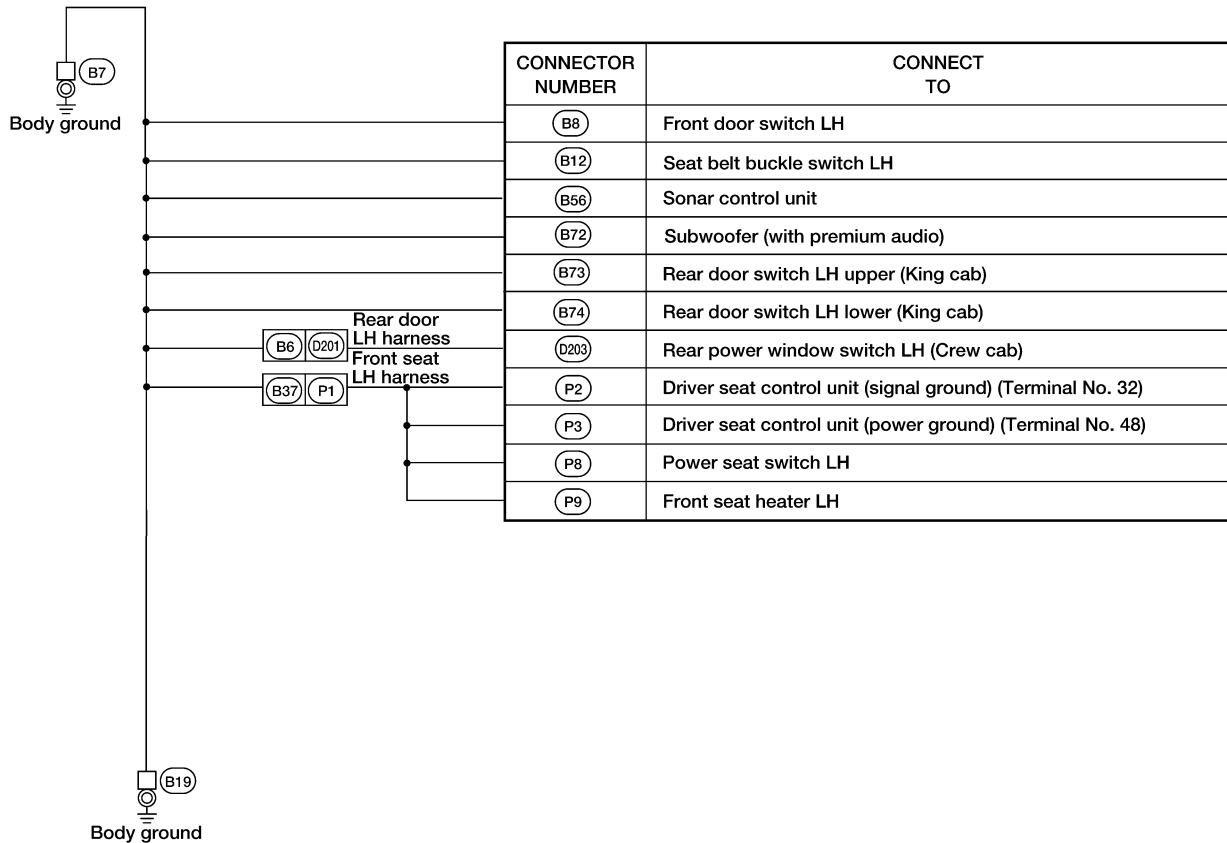 B7
Body ground
CONNECTOR
NUMBER
CONNECT
TO
B8 Front door switch LH
B12 Seat belt buckle switch LH
B56 Sonar control unit
B72 Subwoofer (with premium audio)
B73 Rear door switch LH upper (King cab)
B74 Rear door switch LH lower (King cab)
Rear door
LH harness
B6 D201
D203 Rear power window switch LH (Crew cab)
Front seat
LH harness
B37 P1
P2 Driver seat control unit (signal ground) (Terminal No. 32)
P3 Driver seat control unit (power ground) (Terminal No. 48)
P8 Power seat switch LH
P9 Front seat heater LH
B19
Body ground